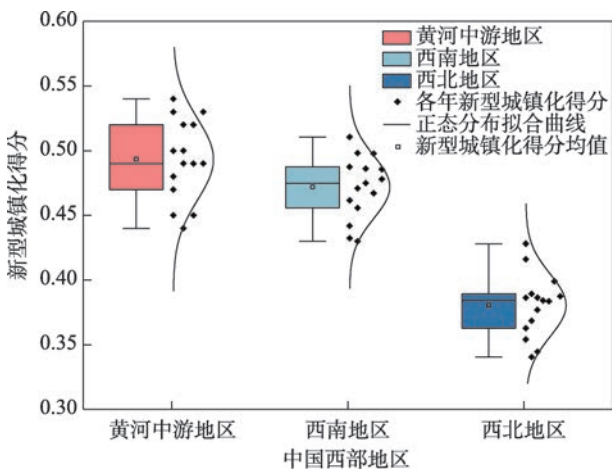 0.60
0.55
0.50
0.45
0.40
0.35
0.30
新型城镇化得分
黄河中游地区
西南地区
西北地区
各年新型城镇化得分
正态分布拟合曲线
新型城镇化得分均值
黄河中游地区 西南地区 西北地区
中国西部地区